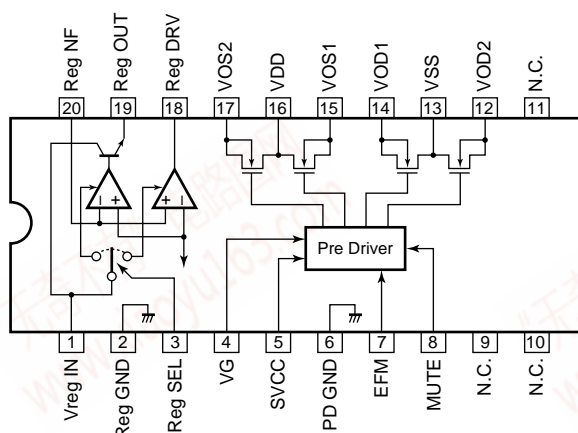 Reg NF
Reg OUT
Reg DRV
VOS2
VDD
VOS1
VOD1
VSS
VOD2
N.C.
20
19
18
17
16
15
14
13
12
11
Pre Driver
1
2
3
4
5
6
7
8
9
10
Vreg IN
Reg GND
Reg SEL
VG
SVCC
PD GND
EFM
MUTE
N.C.
N.C.